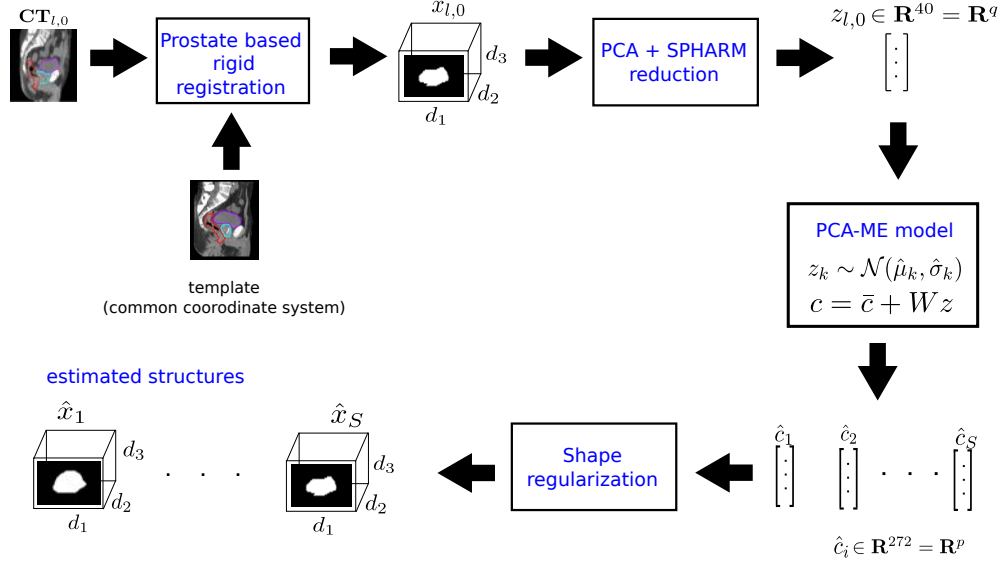 CT_{l,0}
Prostate based
rigid
registration
x_{l,0}
d_3
d_2
d_1
PCA + SPHARM
reduction
z_{l,0} ∈ R^{40} = R^q
template
(common coorodinate system)
PCA-ME model
z_k ∼ N(μ̂_k, σ̂_k)
c = c̄ + Wz
estimated structures
x̂_1
d_3
d_2
d_1
. . .
x̂_S
d_3
d_2
d_1
Shape
regularization
ĉ_1 ĉ_2 . . . ĉ_S
ĉ_i ∈ R^{272} = R^p